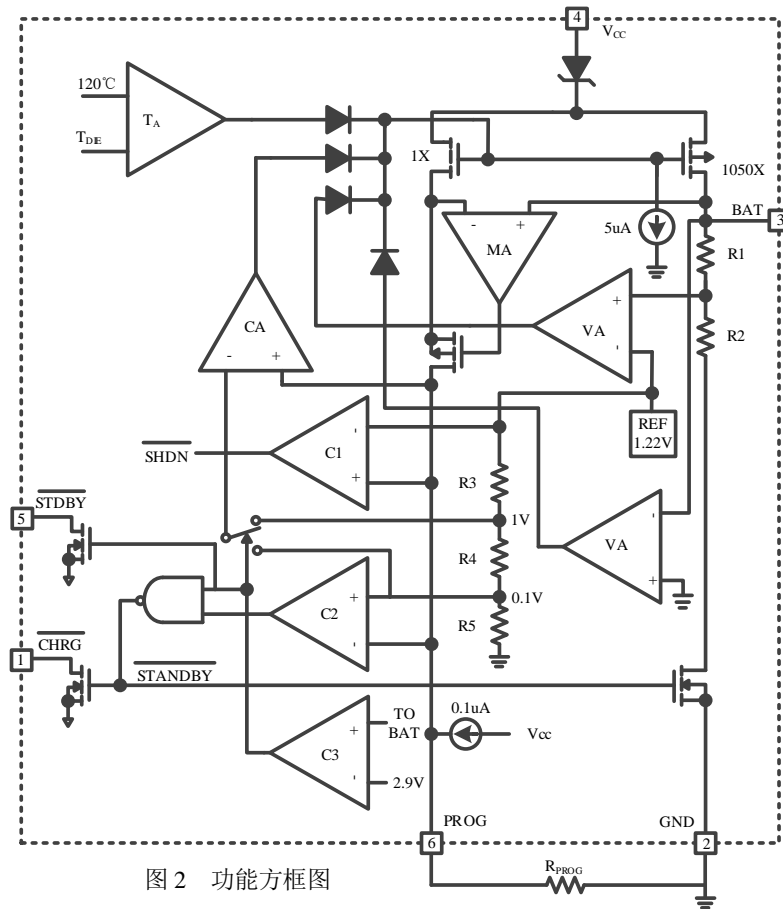 4
VCC
120℃
TA
TDIE
1X
1050X
BAT
3
5uA
- +
MA
R1
+
VA
-
R2
CA
- +
REF
1.22V
SHDN
-
C1
+
R3
STDBY
5
1V
R4
-
VA
+
0.1V
+
C2
-
R5
CHRG
1
STANDBY
0.1uA
TO
BAT
Vcc
+
C3
-
2.9V
PROG
GND
6
2
RPROG
图 2 功能方框图